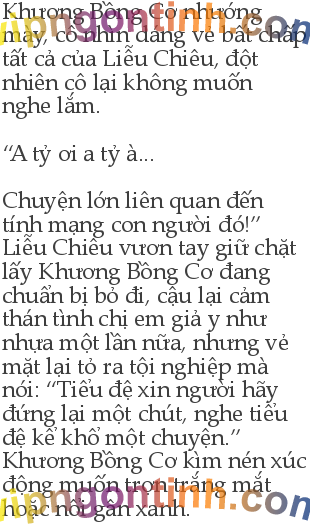 Khương Bồng Cơ nhướng
mày, cô nhìn dáng vẻ bất chấp
tất cả của Liễu Chiêu, đột
nhiên cô lại không muốn
nghe lắm.
“A tỷ ơi a tỷ à...
Chuyện lớn liên quan đến
tính mạng con người đó!”
Liễu Chiêu vươn tay giữ chặt
lấy Khương Bồng Cơ đang
chuẩn bị bỏ đi, cậu lại cảm
thán tình chị em giả y như
nhựa một lần nữa, nhưng vẻ
mặt lại tỏ ra tội nghiệp mà
nói: “Tiểu đệ xin người hãy
đứng lại một chút, nghe tiểu
đệ kể khổ một chuyện.”
Khương Bồng Cơ kìm nén xúc
động muốn trợn trắng mắt
hoặc nổi gân xanh.
vipngontinh.com
vipngontinh.com